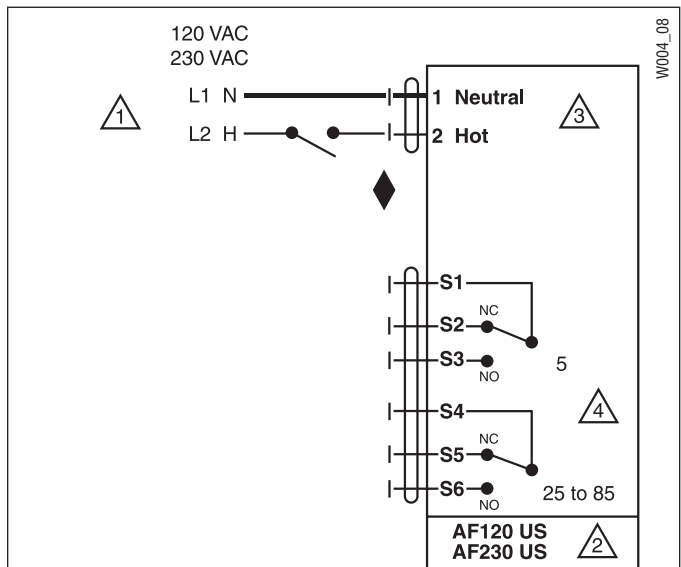 W004_08
120 VAC
230 VAC
1
L1 N
1 Neutral
3
L2 H
2 Hot
S1
NC
S2
S3
NO
5
S4
4
NC
S5
S6
NO
25 to 85
AF120 US
AF230 US
2